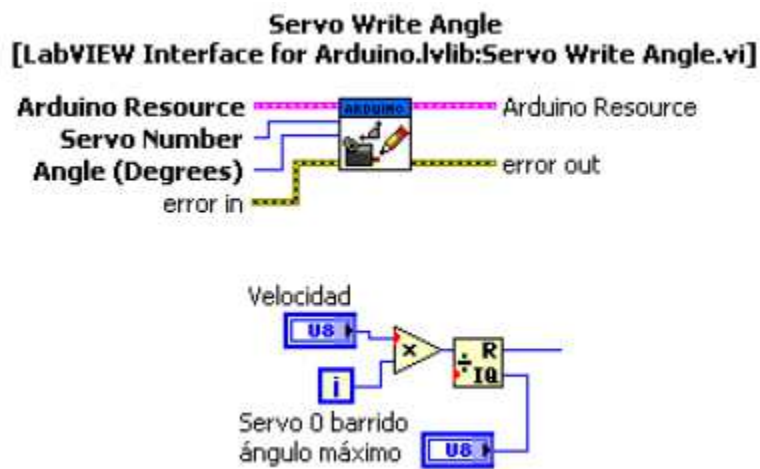 Servo Write Angle
[LabVIEW Interface for Arduino.lvlib:Servo Write Angle.vi]
Arduino Resource ARDUINO Arduino Resource
Servo Number
Angle (Degrees) error out
error in
Velocidad
U8
× R
÷ IQ
i
Servo 0 barrido
ángulo máximo U8